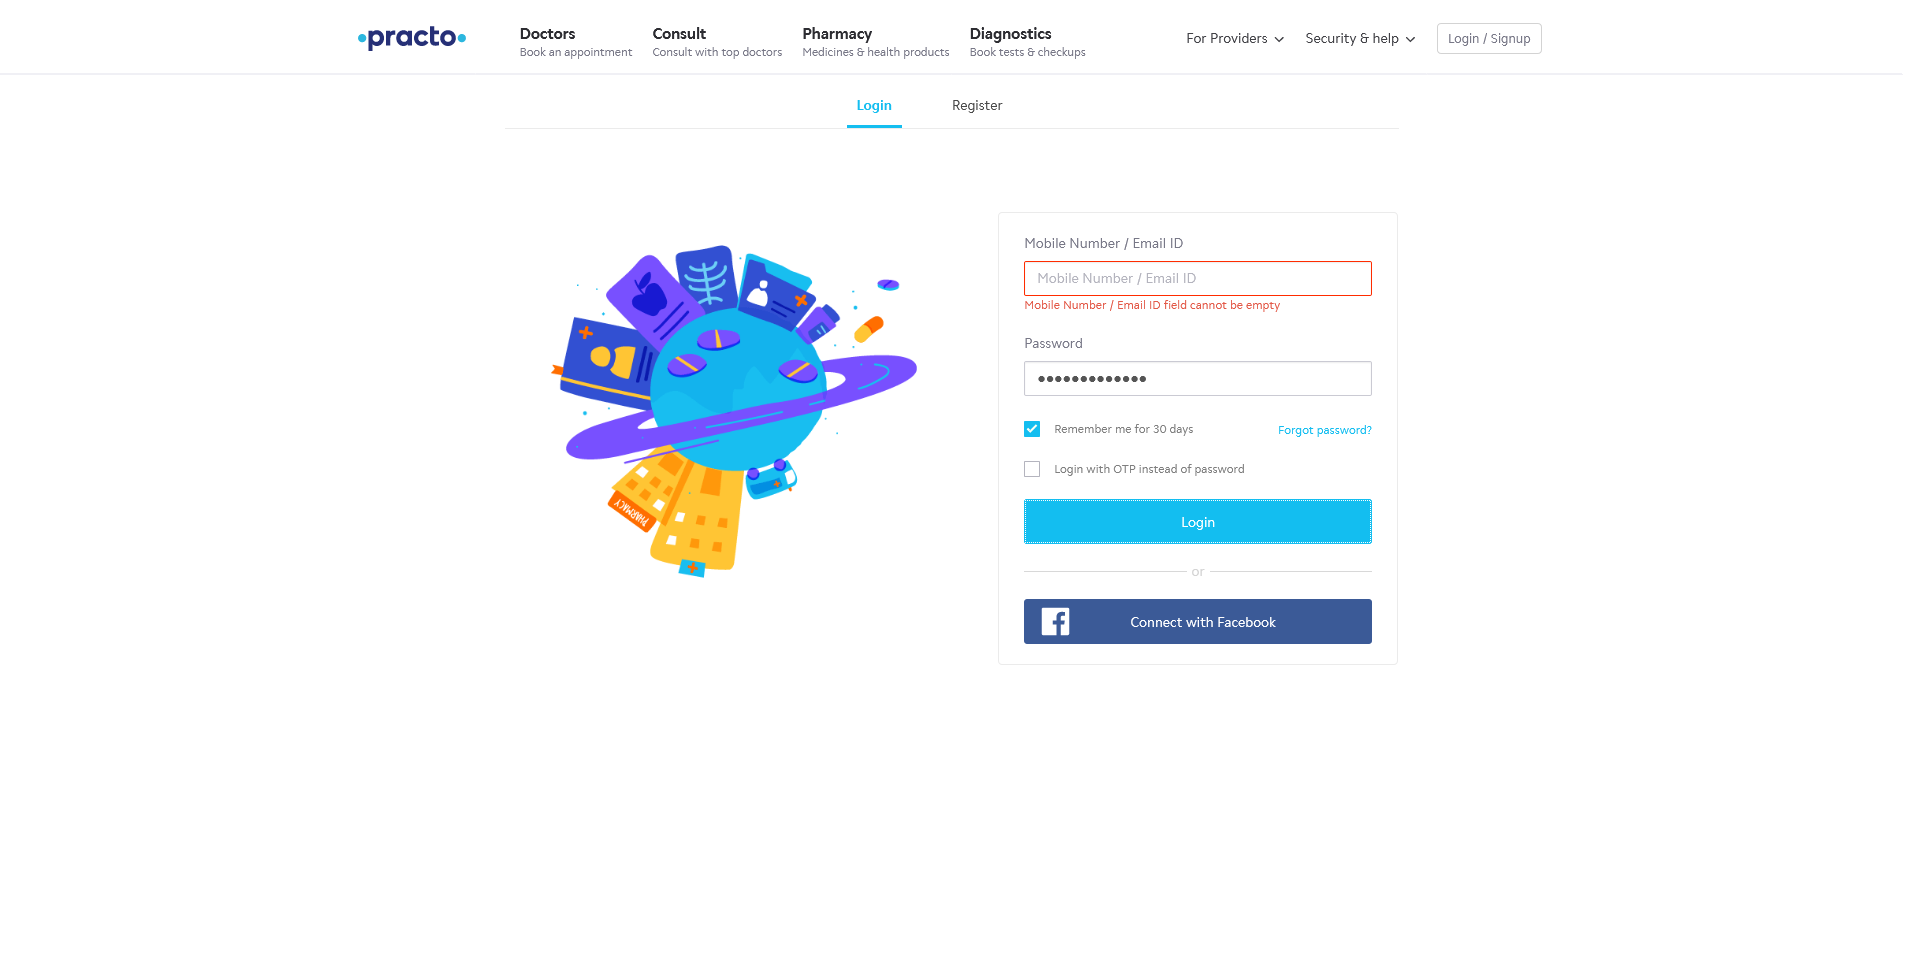 practo
Doctors
Book an appointment
Consult
Consult with top doctors
Pharmacy
Medicines & health products
Diagnostics
Book tests & checkups
For Providers
Security & help
Login / Signup
Login
Register
PHARMACY
Mobile Number / Email ID
Mobile Number / Email ID
Mobile Number / Email ID field cannot be empty
Password
•••••••••••••
Remember me for 30 days
Forgot password?
Login with OTP instead of password
Login
or
Connect with Facebook